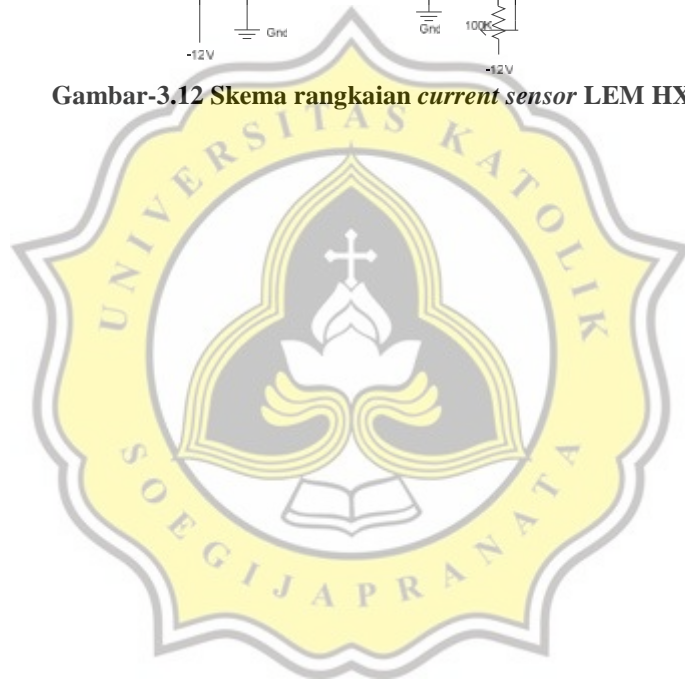 Gnd
Gnd
100K
-12V
-12V
Gambar-3.12 Skema rangkaian current sensor LEM HX
UNIVERSITAS KATOLIK
SOEGIJAPRANATA